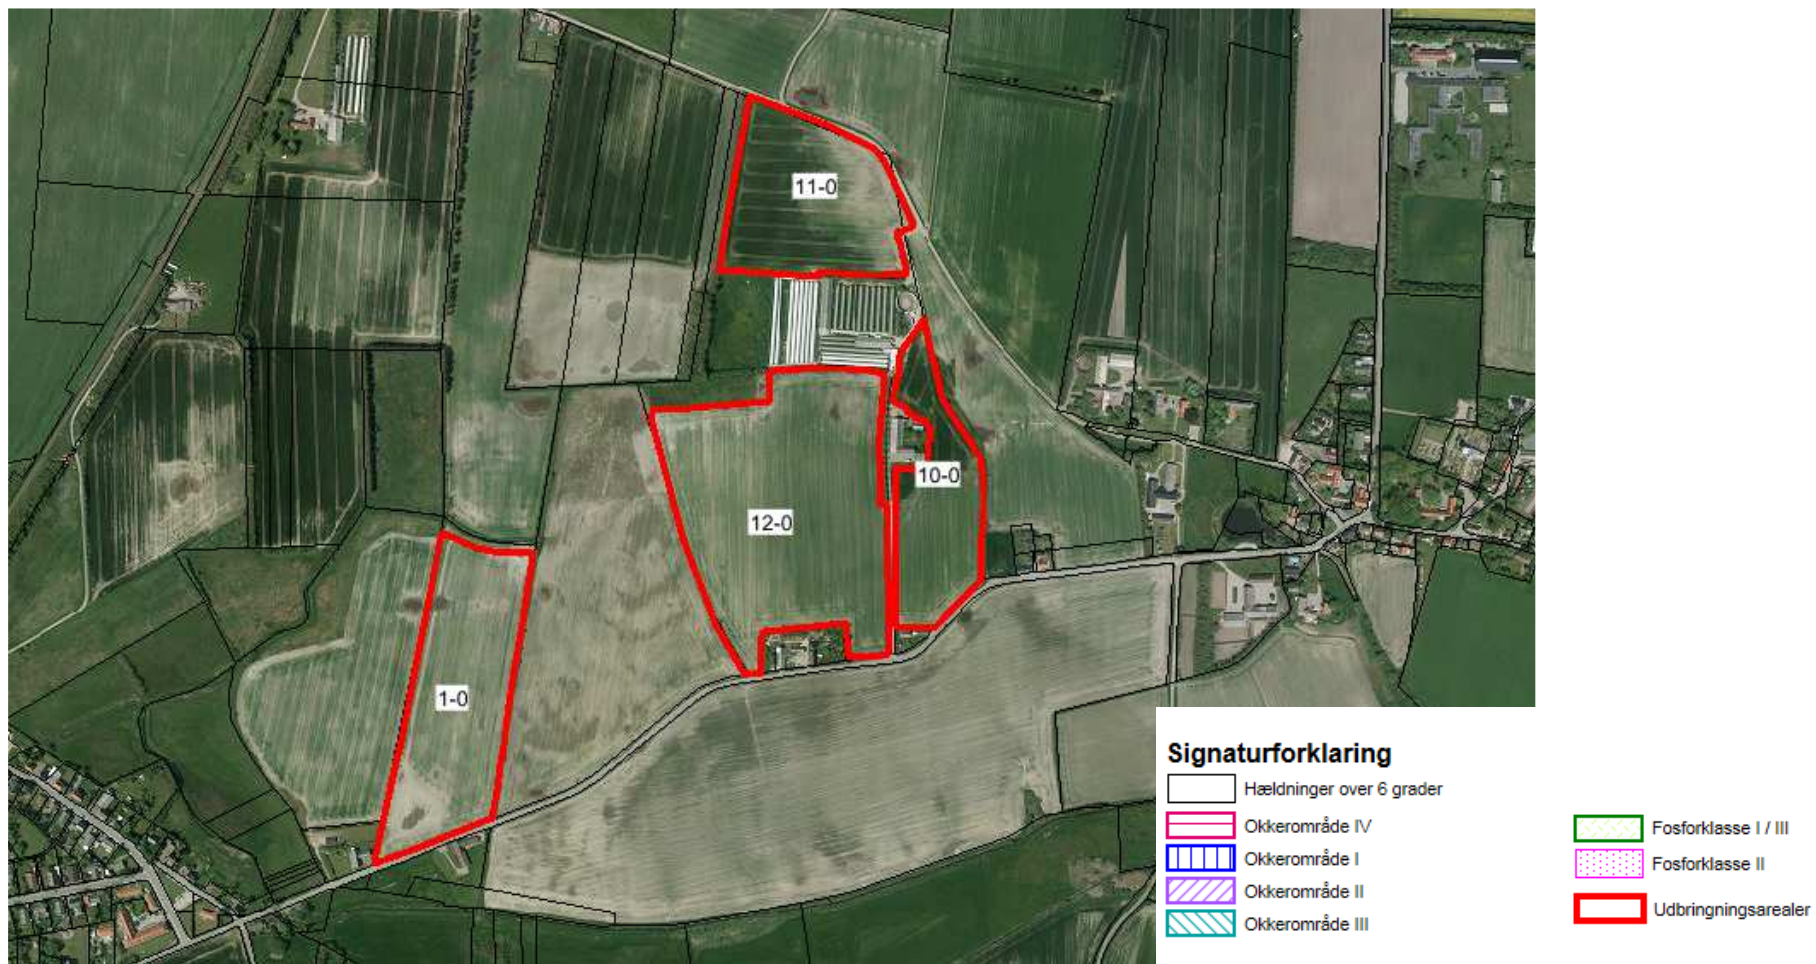 11-0
10-0
12-0
1-0
Signaturforklaring
Hældninger over 6 grader
Okkerområde IV
Okkerområde I
Okkerområde II
Okkerområde III
Fosforklasse I / III
Fosforklasse II
Udbringningsarealer